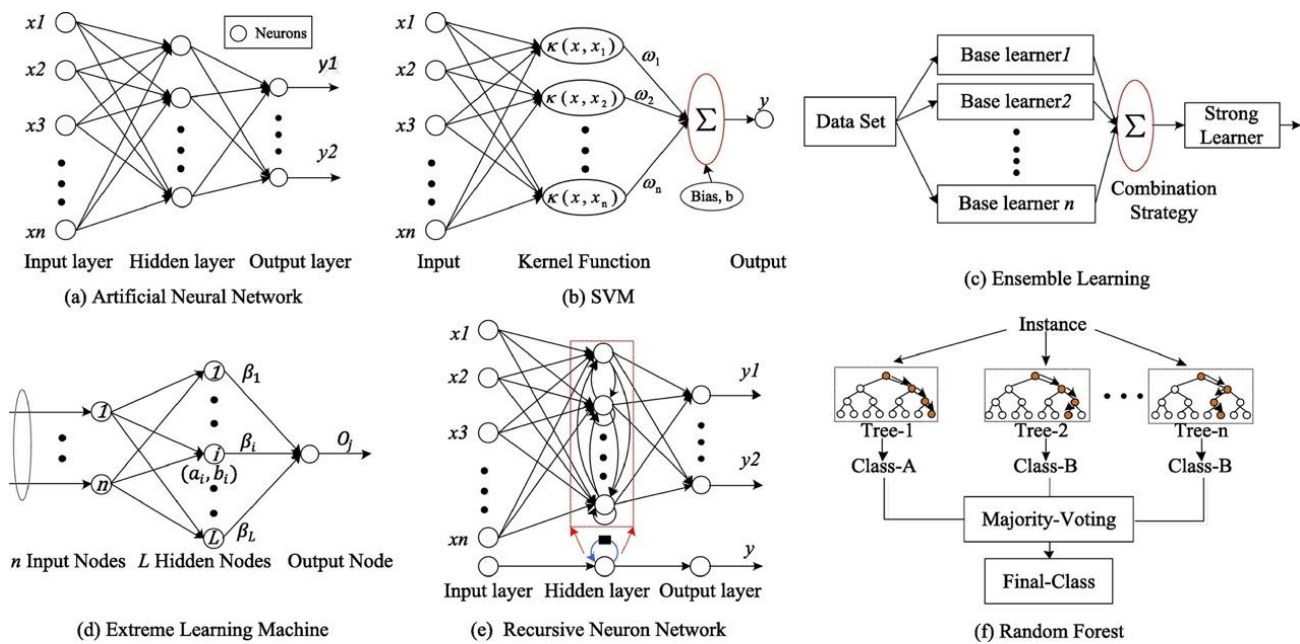 x1
x2
x3
xn
Neurons
y1
y2
Input layer Hidden layer Output layer
(a) Artificial Neural Network
x1
x2
x3
xn
κ(x, x₁)
κ(x, x₂)
κ(x, xₙ)
ω₁
ω₂
ωₙ
Σ
Bias, b
y
Input Kernel Function Output
(b) SVM
Data Set
Base learner1
Base learner2
Base learner n
Σ
Combination
Strategy
Strong
Learner
(c) Ensemble Learning
1
n
1
i
(aᵢ, bᵢ)
L
β₁
βᵢ
β_L
Oⱼ
n Input Nodes L Hidden Nodes Output Node
(d) Extreme Learning Machine
x1
x2
x3
xn
y1
y2
y
Input layer Hidden layer Output layer
(e) Recursive Neuron Network
Instance
Tree-1 Tree-2 Tree-n
Class-A Class-B Class-B
Majority-Voting
Final-Class
(f) Random Forest